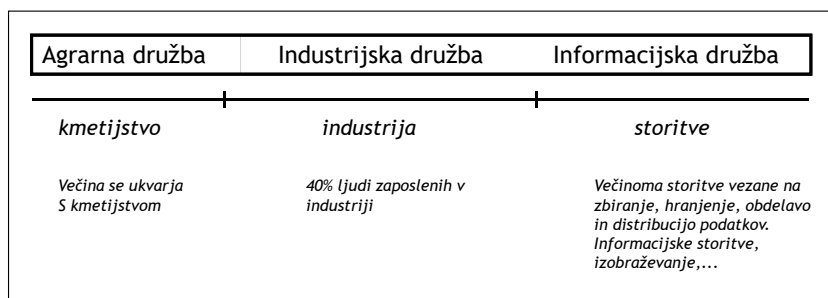 Agrarna družba
Industrijska družba
Informacijska družba
kmetijstvo
industrija
storitve
Večina se ukvarja
S kmetijstvom
40% ljudi zaposlenih v
industriji
Večinoma storitve vezane na
zbiranje, hranjenje, obdelavo
in distribucijo podatkov.
Informacijske storitve,
izobraževanje,...